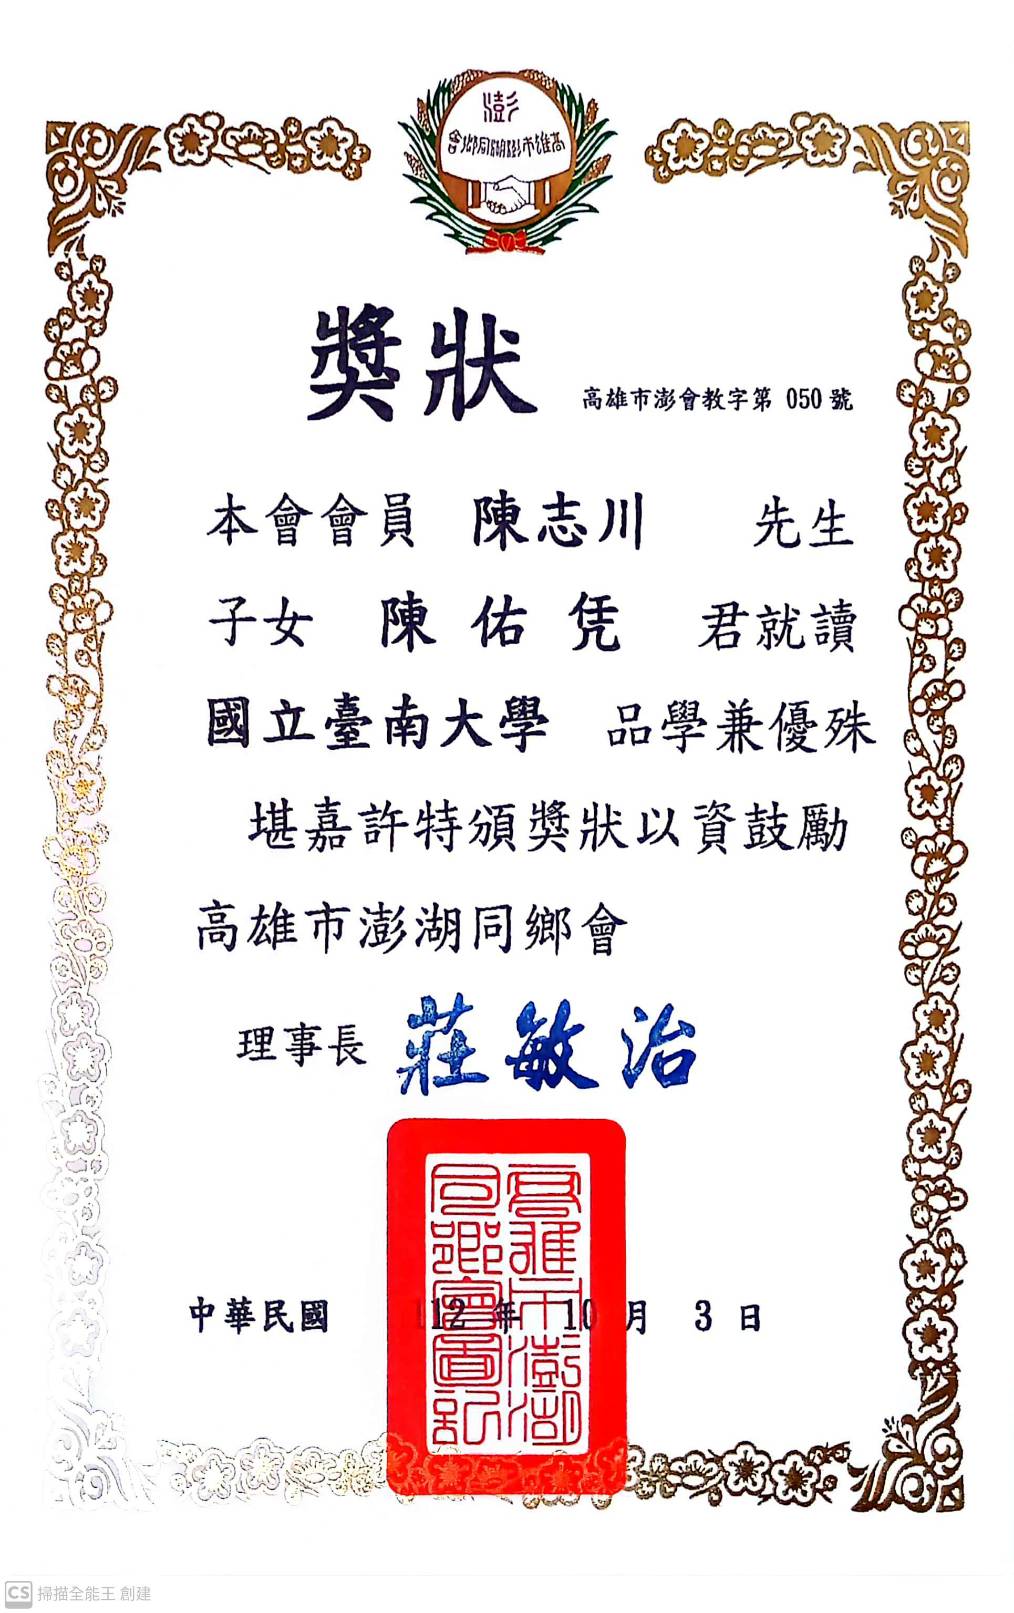 澎
高雄市澎湖同鄉會
獎狀
高雄市澎會教字第 050 號
本會會員 陳志川 先生
子女 陳佑凭 君就讀
國立臺南大學 品學兼優殊
堪嘉許特頒獎狀以資鼓勵
高雄市澎湖同鄉會
理事長 莊敏治
高雄市澎湖同鄉會圖記
中華民國 112 年 10 月 3 日
CS 掃描全能王 創建